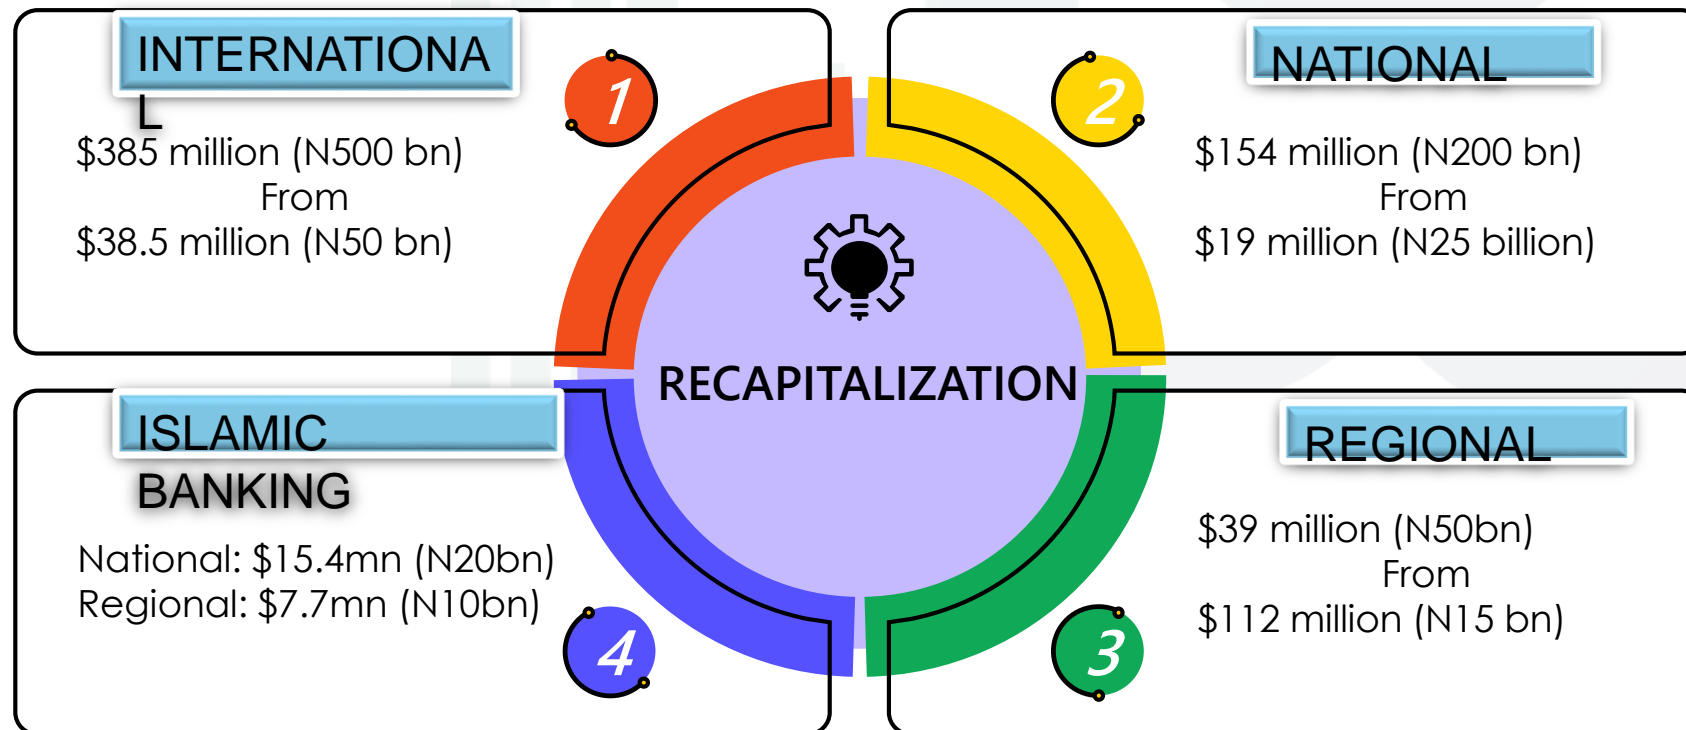 INTERNATIONA
L
$385 million (N500 bn)
From
$38.5 million (N50 bn)
1
2
NATIONAL
$154 million (N200 bn)
From
$19 million (N25 billion)
RECAPITALIZATION
ISLAMIC
BANKING
National: $15.4mn (N20bn)
Regional: $7.7mn (N10bn)
4
3
REGIONAL
$39 million (N50bn)
From
$112 million (N15 bn)